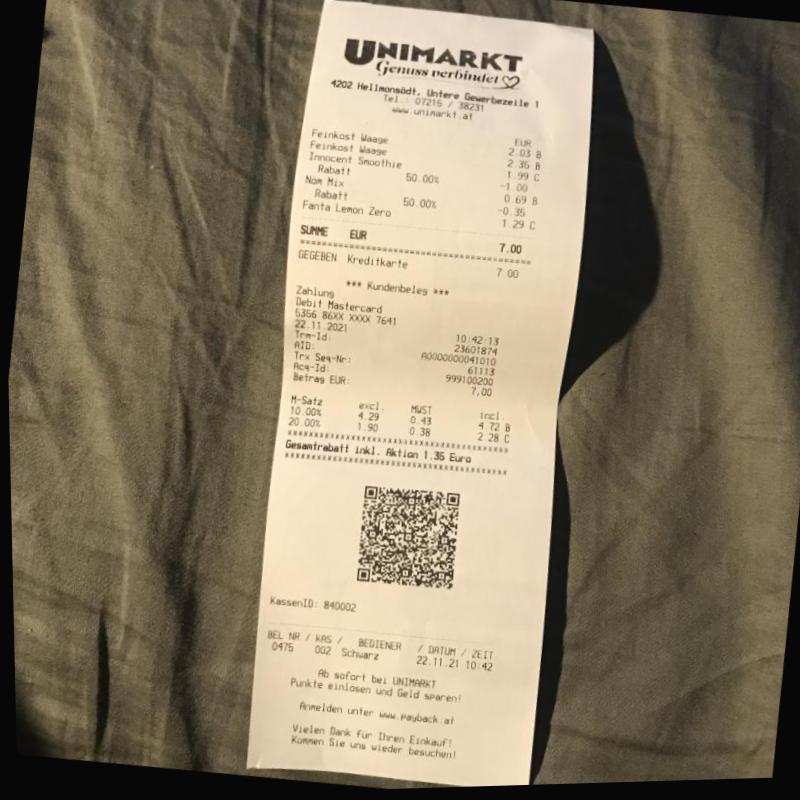 UNIMARKT
Genuss verbindet
4202 Hellmonsödt, Untere Gewerbezeile 1
Tel.: 07215 / 38231
www.unimarkt.at
EUR
Feinkost Waage 2.03 B
Feinkost Waage 2.35 B
Innocent Smoothie 1.99 C
Rabatt 50.00% -1.00
Nöm Mix 0.69 B
Rabatt 50.00% -0.35
Fanta Lemon Zero 1.29 C
SUMME EUR 7.00
GEGEBEN Kreditkarte 7.00
*** Kundenbeleg ***
Zahlung
Debit Mastercard
5356 86XX XXXX 7641
22.11.2021 10:42:13
Trm-Id: 23601874
AID: A0000000041010
Trx Seq-Nr: 61113
Acq-Id: 999100200
Betrag EUR: 7,00
M-Satz excl. MWST incl.
10.00% 4.29 0.43 4.72 B
20.00% 1.90 0.38 2.28 C
Gesamtrabatt inkl. Aktion 1.35 Euro
KassenID: 840002
BEL NR / KAS / BEDIENER / DATUM / ZEIT
0475 002 Schwarz 22.11.21 10:42
Ab sofort bei UNIMARKT
Punkte einlösen und Geld sparen!
Anmelden unter www.payback.at
Vielen Dank für Ihren Einkauf!
Kommen Sie uns wieder besuchen!